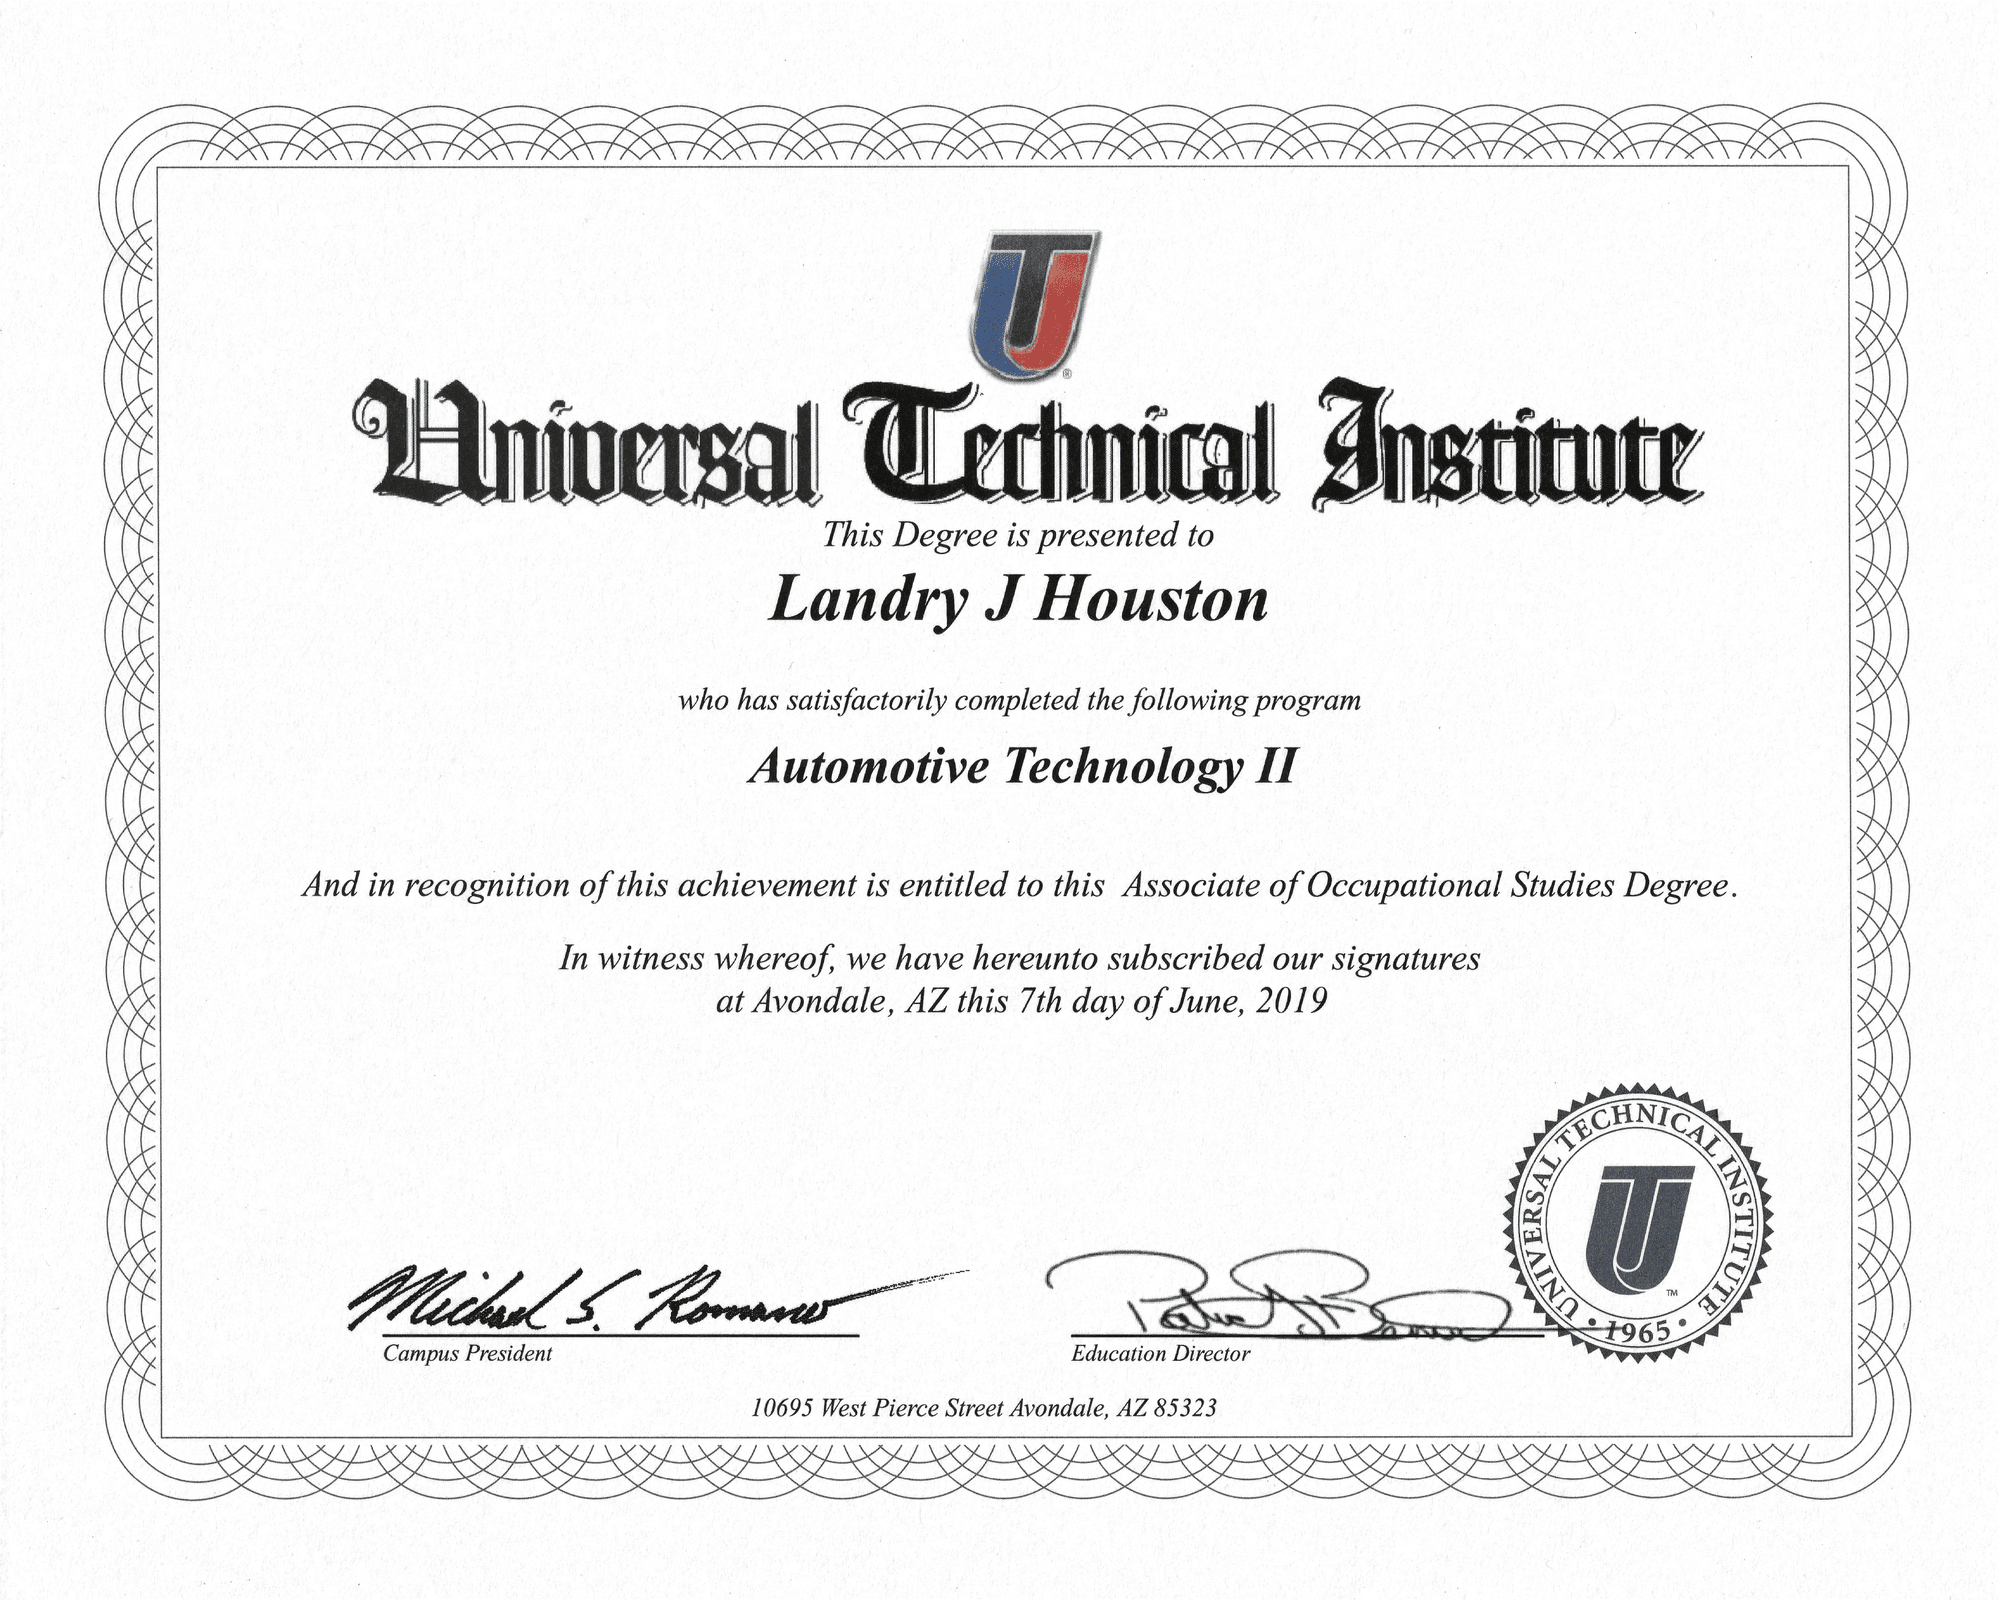 Universal Technical Institute
This Degree is presented to
Landry J Houston
who has satisfactorily completed the following program
Automotive Technology II
And in recognition of this achievement is entitled to this Associate of Occupational Studies Degree.
In witness whereof, we have hereunto subscribed our signatures
at Avondale, AZ this 7th day of June, 2019
UNIVERSAL TECHNICAL INSTITUTE
TM
• 1965 •
Michael S. Romano
Campus President
Education Director
10695 West Pierce Street Avondale, AZ 85323